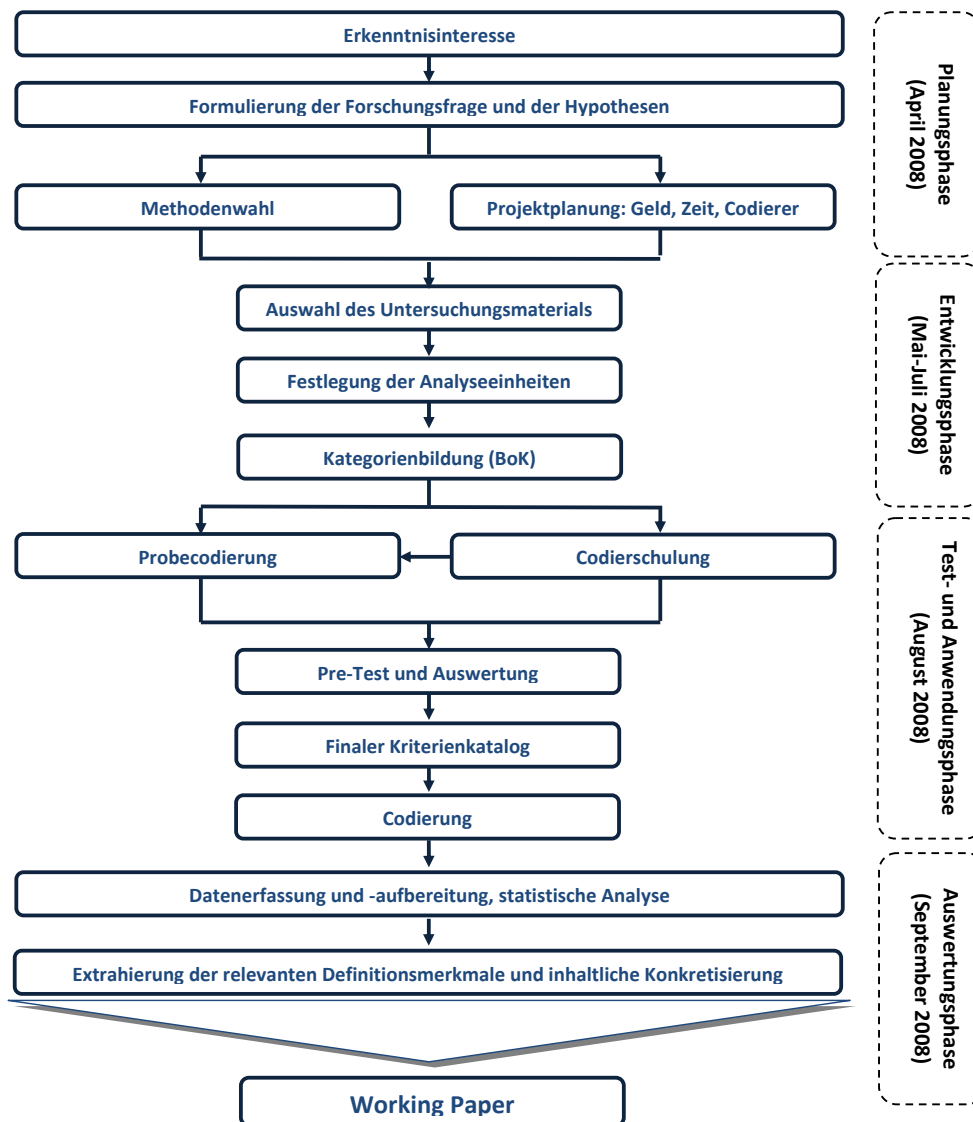 Erkenntnisinteresse
Formulierung der Forschungsfrage und der Hypothesen
Methodenwahl
Projektplanung: Geld, Zeit, Codierer
Planungsphase
(April 2008)
Auswahl des Untersuchungsmaterials
Festlegung der Analyseeinheiten
Kategorienbildung (BoK)
Entwicklungsphase
(Mai-Juli 2008)
Probecodierung
Codierschulung
Pre-Test und Auswertung
Finaler Kriterienkatalog
Codierung
Test- und Anwendungsphase
(August 2008)
Datenerfassung und -aufbereitung, statistische Analyse
Extrahierung der relevanten Definitionsmerkmale und inhaltliche Konkretisierung
Auswertungsphase
(September 2008)
Working Paper